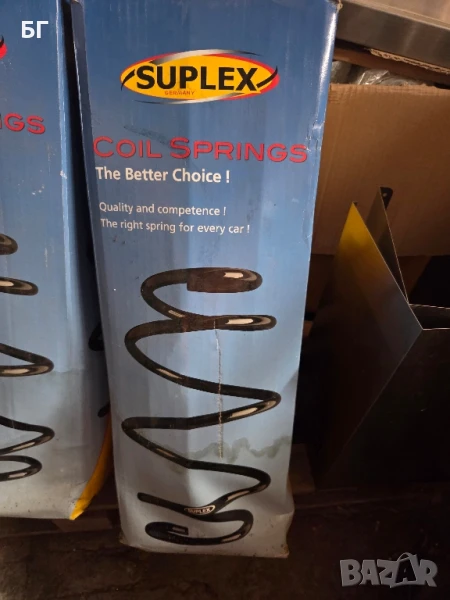 БГ
SUPLEX
GERMANY
COIL SPRINGS
The Better Choice !
Quality and competence !
The right spring for every car !
NGS
SUPLEX
BAZAR